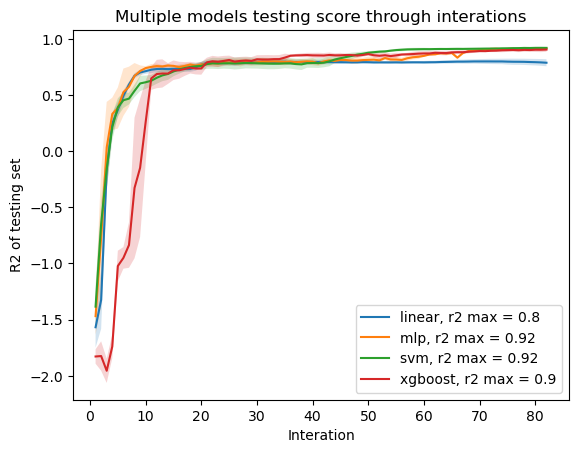 Multiple models testing score through interations
R2 of testing set
1.0
0.5
0.0
−0.5
−1.0
−1.5
−2.0
0 10 20 30 40 50 60 70 80
Interation
linear, r2 max = 0.8
mlp, r2 max = 0.92
svm, r2 max = 0.92
xgboost, r2 max = 0.9